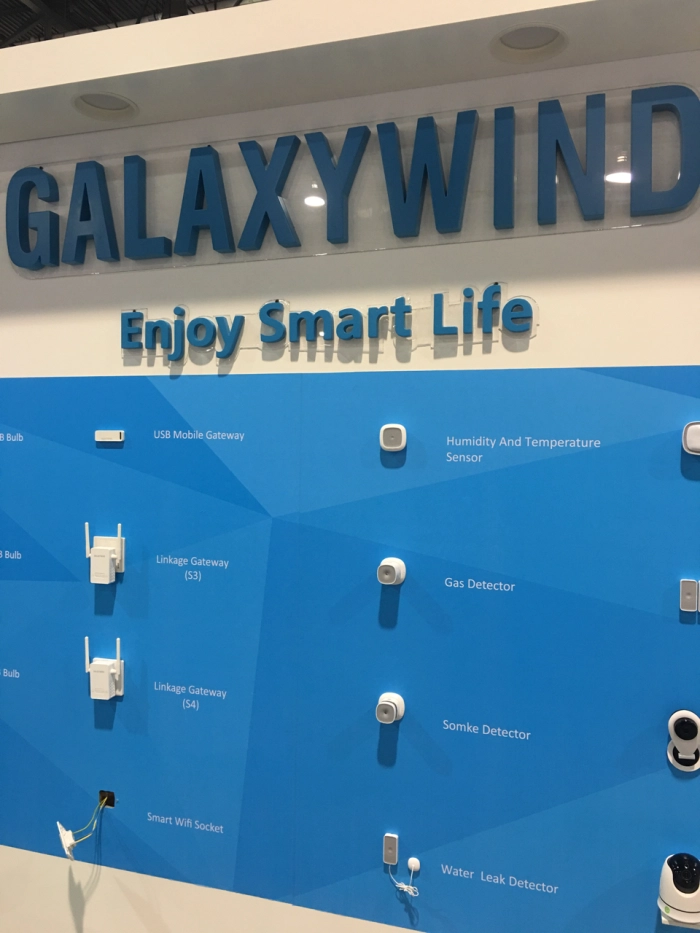 GALAXYWIND
Enjoy Smart Life
B Bulb
USB Mobile Gateway
Humidity And Temperature
Sensor
B Bulb
Linkage Gateway
(S3)
Gas Detector
Bulb
Linkage Gateway
(S4)
Somke Detector
Smart Wifi Socket
Water Leak Detector